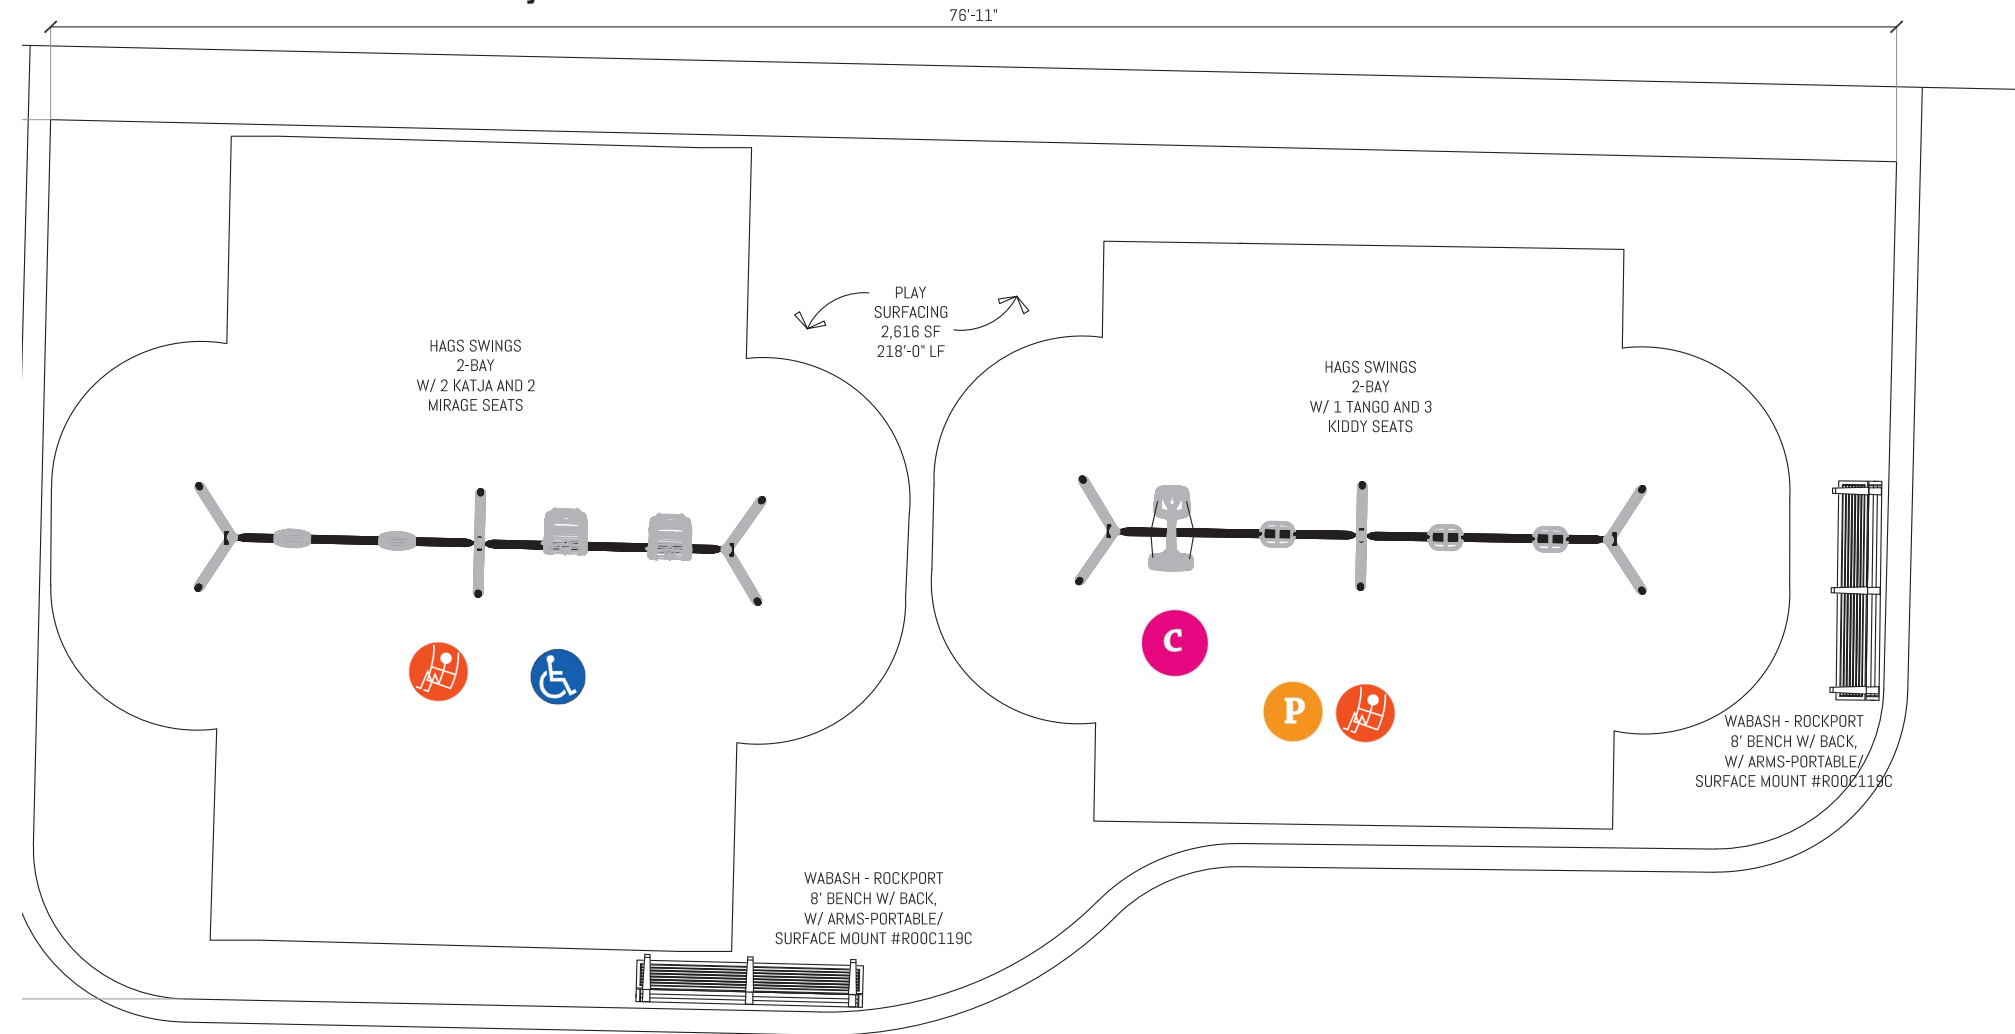 76'-11"
PLAY
SURFACING
2,616 SF
218'-0" LF
HAGS SWINGS
2-BAY
W/ 2 KATJA AND 2
MIRAGE SEATS
HAGS SWINGS
2-BAY
W/ 1 TANGO AND 3
KIDDY SEATS
C
P
WABASH - ROCKPORT
8' BENCH W/ BACK,
W/ ARMS-PORTABLE/
SURFACE MOUNT #ROOC119C
WABASH - ROCKPORT
8' BENCH W/ BACK,
W/ ARMS-PORTABLE/
SURFACE MOUNT #ROOC119C